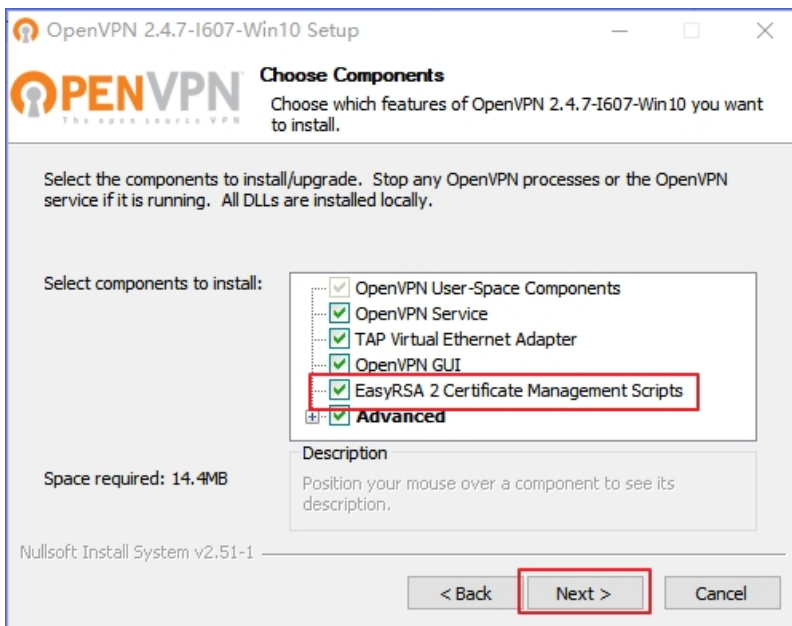 OpenVPN 2.4.7-I607-Win10 Setup
OPENVPN
The open source VPN
Choose Components
Choose which features of OpenVPN 2.4.7-I607-Win10 you want
to install.
Select the components to install/upgrade. Stop any OpenVPN processes or the OpenVPN
service if it is running. All DLLs are installed locally.
Select components to install:
OpenVPN User-Space Components
OpenVPN Service
TAP Virtual Ethernet Adapter
OpenVPN GUI
EasyRSA 2 Certificate Management Scripts
Advanced
Space required: 14.4MB
Description
Position your mouse over a component to see its
description.
Nullsoft Install System v2.51-1
< Back
Next >
Cancel